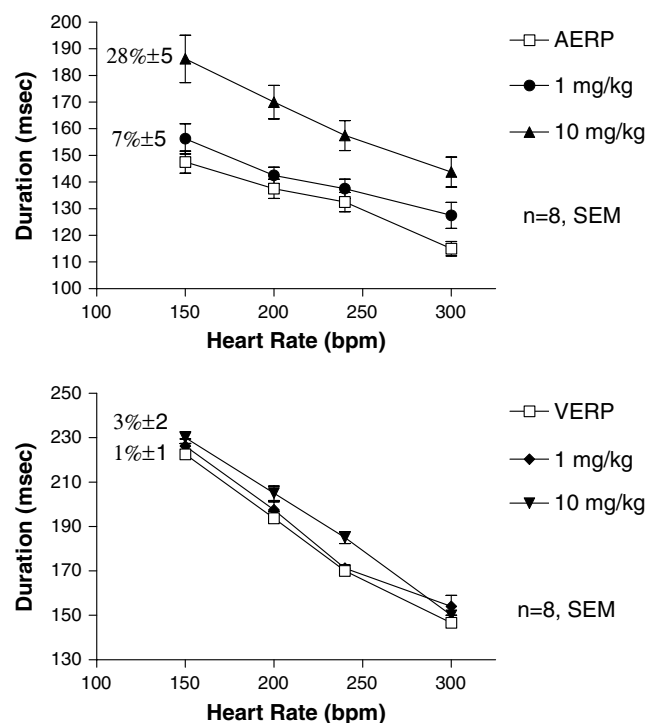 200
190
180
170
160
150
140
130
120
110
100
28%±5
7%±5
Duration (msec)
100
150
200
250
300
Heart Rate (bpm)
AERP
1 mg/kg
10 mg/kg
n=8, SEM
250
230
210
190
170
150
130
3%±2
1%±1
Duration (msec)
100
150
200
250
300
Heart Rate (bpm)
VERP
1 mg/kg
10 mg/kg
n=8, SEM